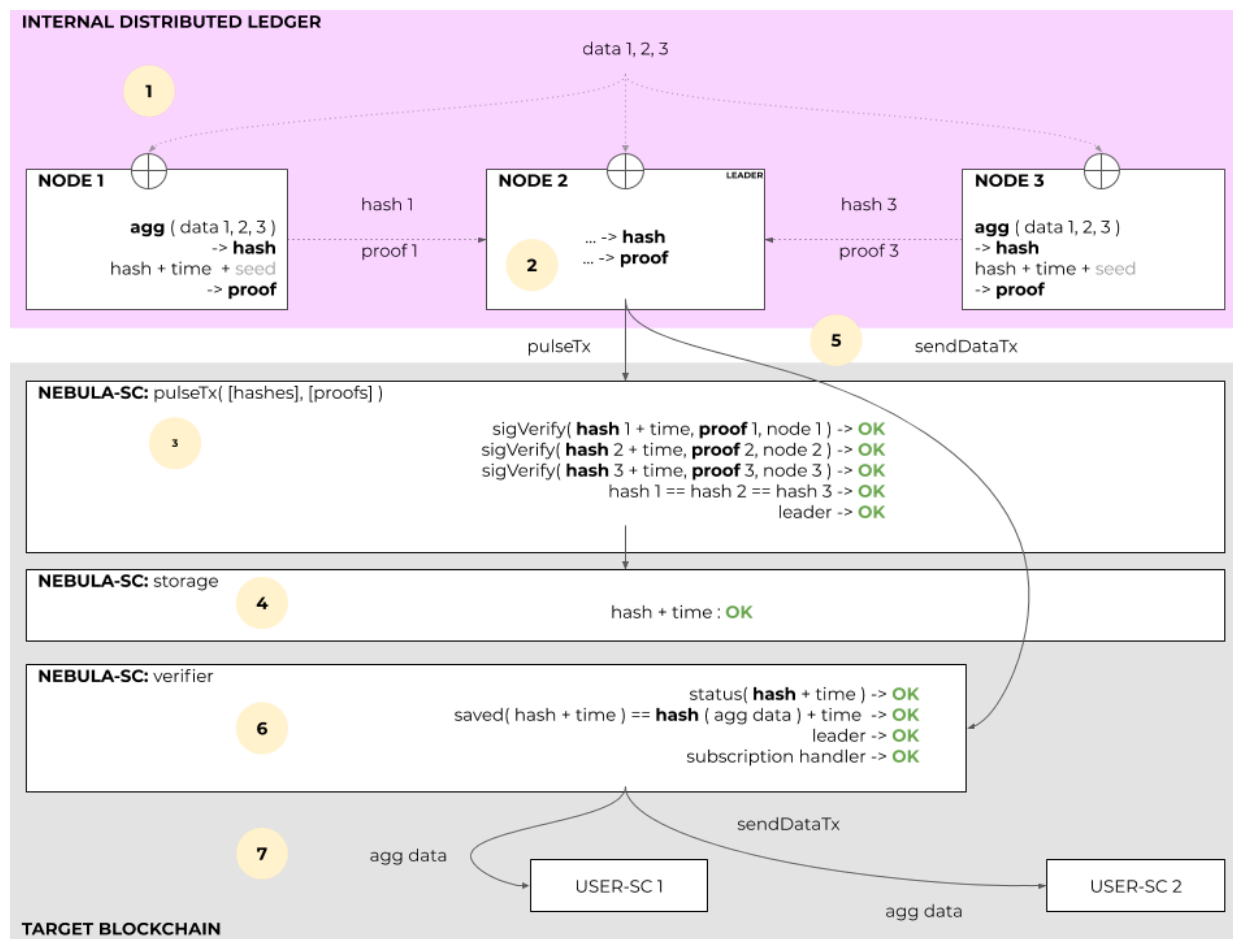 INTERNAL DISTRIBUTED LEDGER
data 1, 2, 3
1
NODE 1
agg ( data 1, 2, 3 )
-> hash
hash + time + seed
-> proof
hash 1
proof 1
NODE 2
LEADER
... -> hash
... -> proof
2
hash 3
proof 3
NODE 3
agg ( data 1, 2, 3 )
-> hash
hash + time + seed
-> proof
pulseTx
5
sendDataTx
NEBULA-SC: pulseTx( [hashes], [proofs] )
3
sigVerify( hash 1 + time, proof 1, node 1 ) -> OK
sigVerify( hash 2 + time, proof 2, node 2 ) -> OK
sigVerify( hash 3 + time, proof 3, node 3 ) -> OK
hash 1 == hash 2 == hash 3 -> OK
leader -> OK
NEBULA-SC: storage
4
hash + time : OK
NEBULA-SC: verifier
6
status( hash + time ) -> OK
saved( hash + time ) == hash ( agg data ) + time -> OK
leader -> OK
subscription handler -> OK
7
agg data
sendDataTx
USER-SC 1
agg data
USER-SC 2
TARGET BLOCKCHAIN